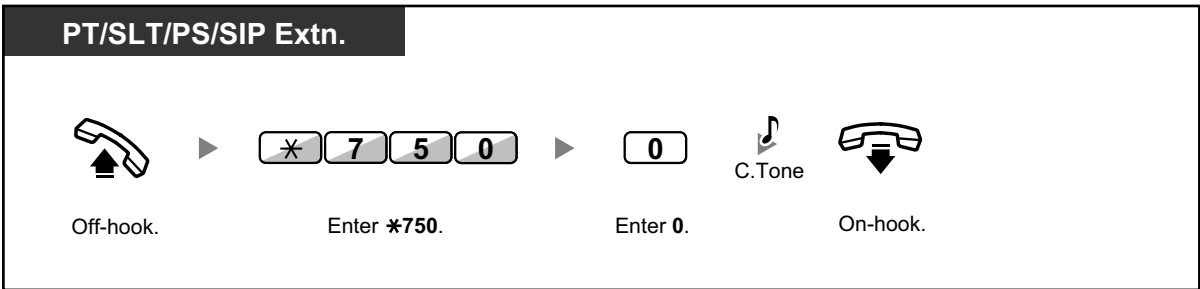 PT/SLT/PS/SIP Extn.
* 7 5 0
0
C.Tone
Off-hook.
Enter *750.
Enter 0.
On-hook.